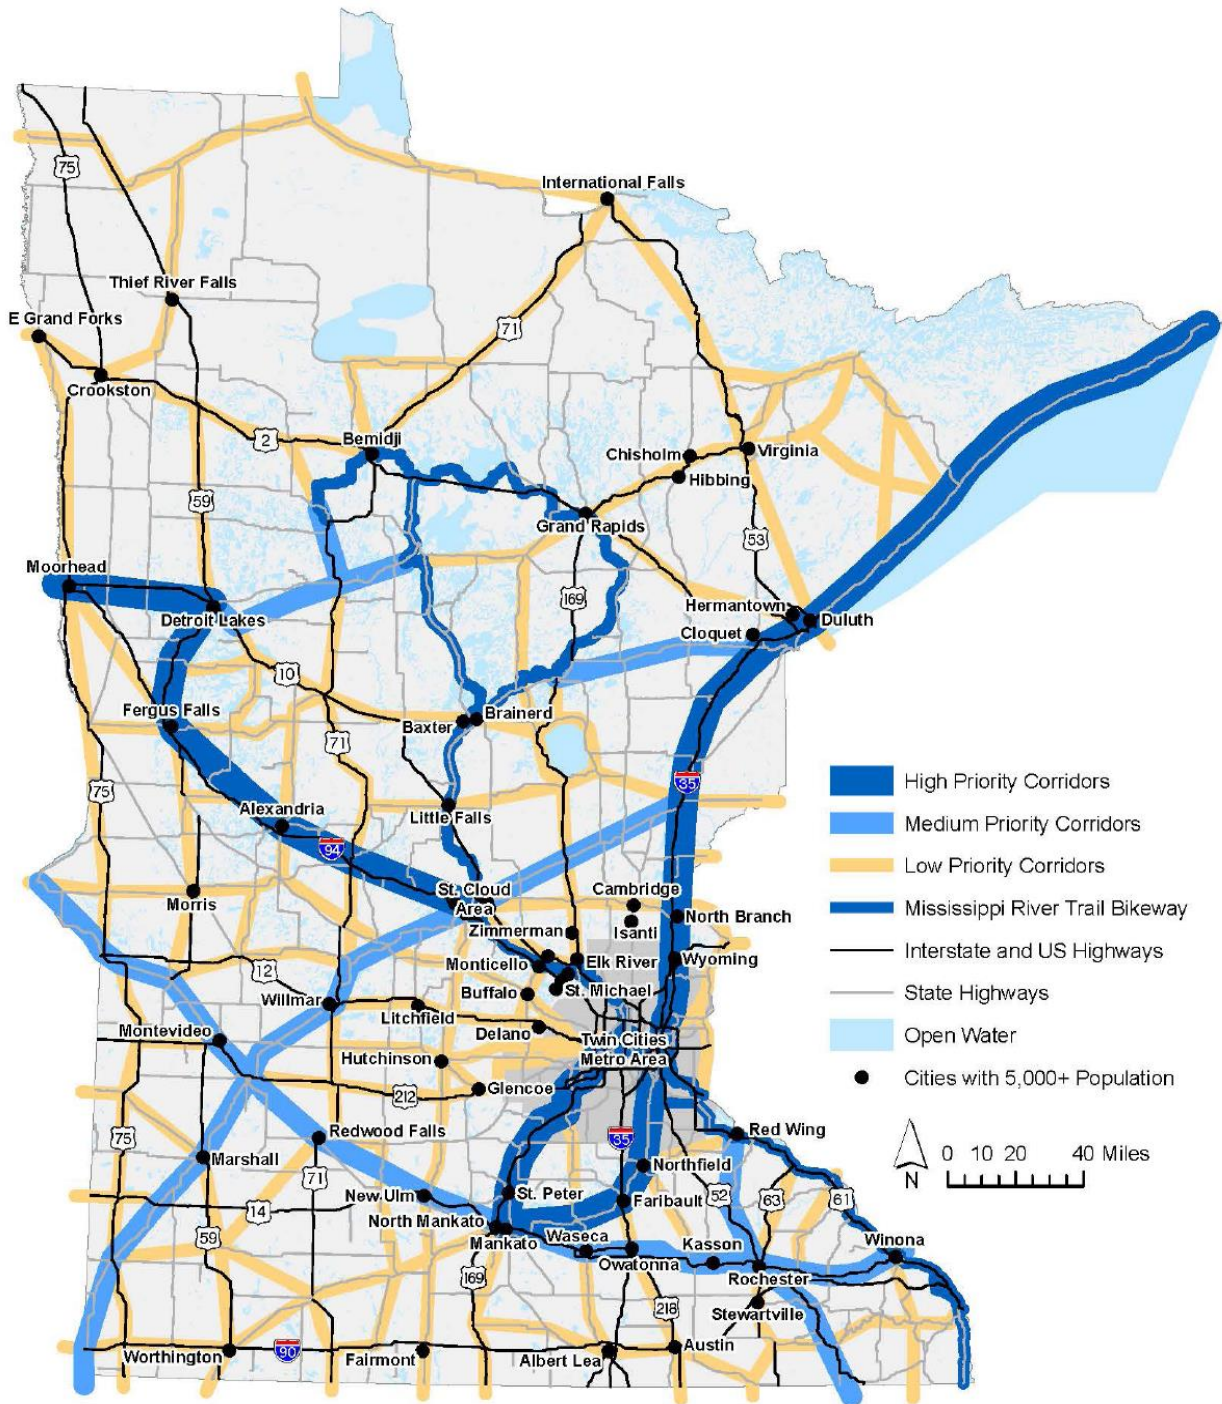 International Falls
75
Thief River Falls
E Grand Forks
71
Crookston
2
Bemidji
Chisholm
Virginia
Hibbing
59
Grand Rapids
53
Moorhead
169
Hermantown
Detroit Lakes
Cloquet
Duluth
10
Fergus Falls
Baxter
Brainerd
71
75
35
High Priority Corridors
Alexandria
Little Falls
Medium Priority Corridors
94
Low Priority Corridors
St. Cloud
Area
Cambridge
Morris
Mississippi River Trail Bikeway
North Branch
Zimmerman
Isanti
Interstate and US Highways
12
Monticello
Elk River
Wyoming
Buffalo
St. Michael
State Highways
Willmar
Litchfield
Montevideo
Delano
Twin Cities
Metro Area
Open Water
Hutchinson
Cities with 5,000+ Population
Glencoe
212
75
Redwood Falls
35
Red Wing
0 10 20 40 Miles
Marshall
Northfield
N
71
New Ulm
St. Peter
Faribault
52
63
61
14
North Mankato
59
Mankato
Waseca
Kasson
Winona
Owatonna
Rochester
169
218
Stewartville
Worthington
90
Fairmont
Albert Lea
Austin